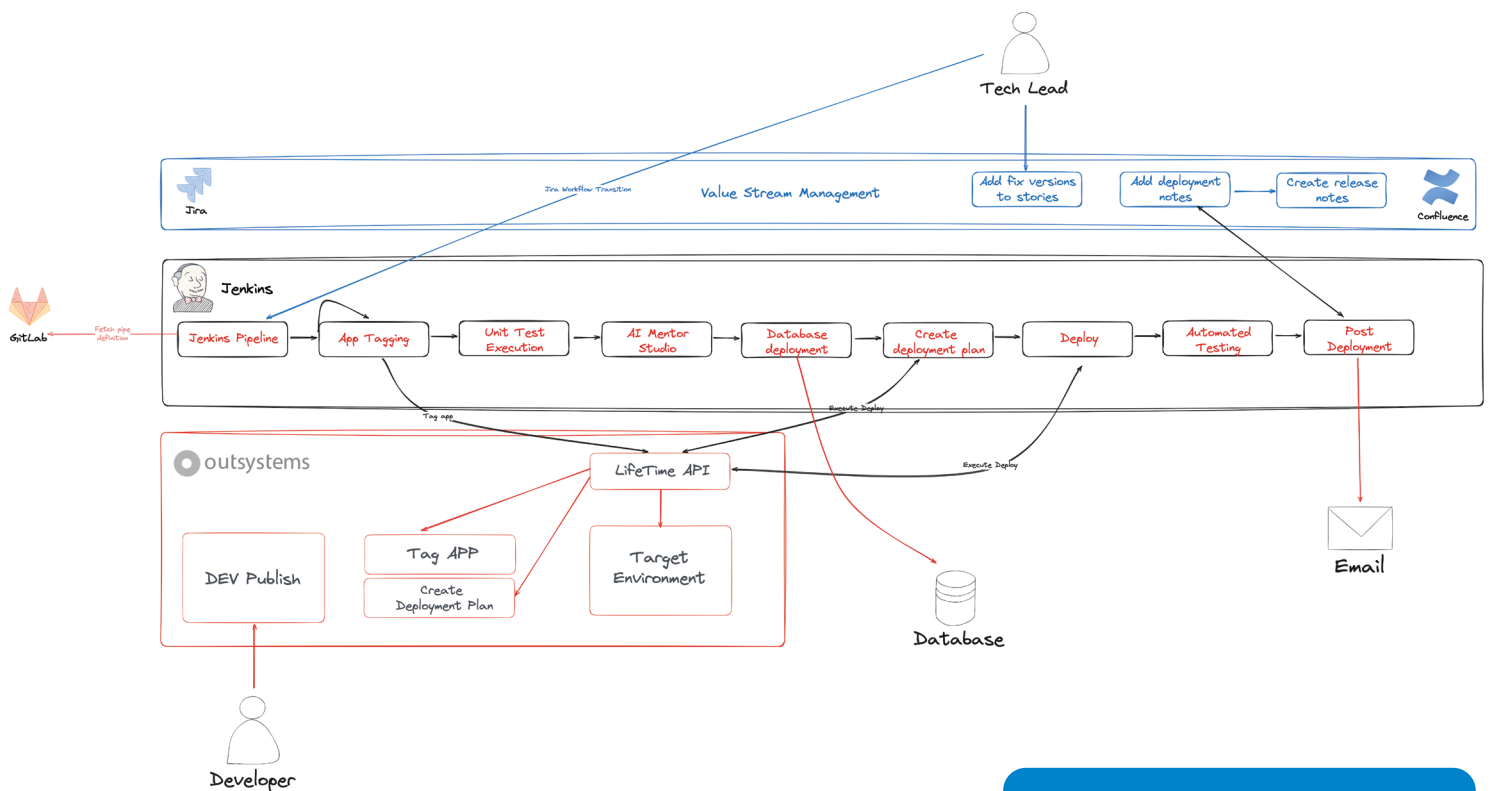 Tech Lead
Jira
Jira Workflow Transition
Value Stream Management
Add fix versions
to stories
Add deployment
notes
Create release
notes
Confluence
Jenkins
GitLab
Fetch pipe
definition
Jenkins Pipeline
App Tagging
Unit Test
Execution
AI Mentor
Studio
Database
deployment
Create
deployment plan
Deploy
Automated
Testing
Post
Deployment
Tag app
Execute Deploy
Execute Deploy
outsystems
LifeTime API
DEV Publish
Tag APP
Create
Deployment Plan
Target
Environment
Database
Email
Developer